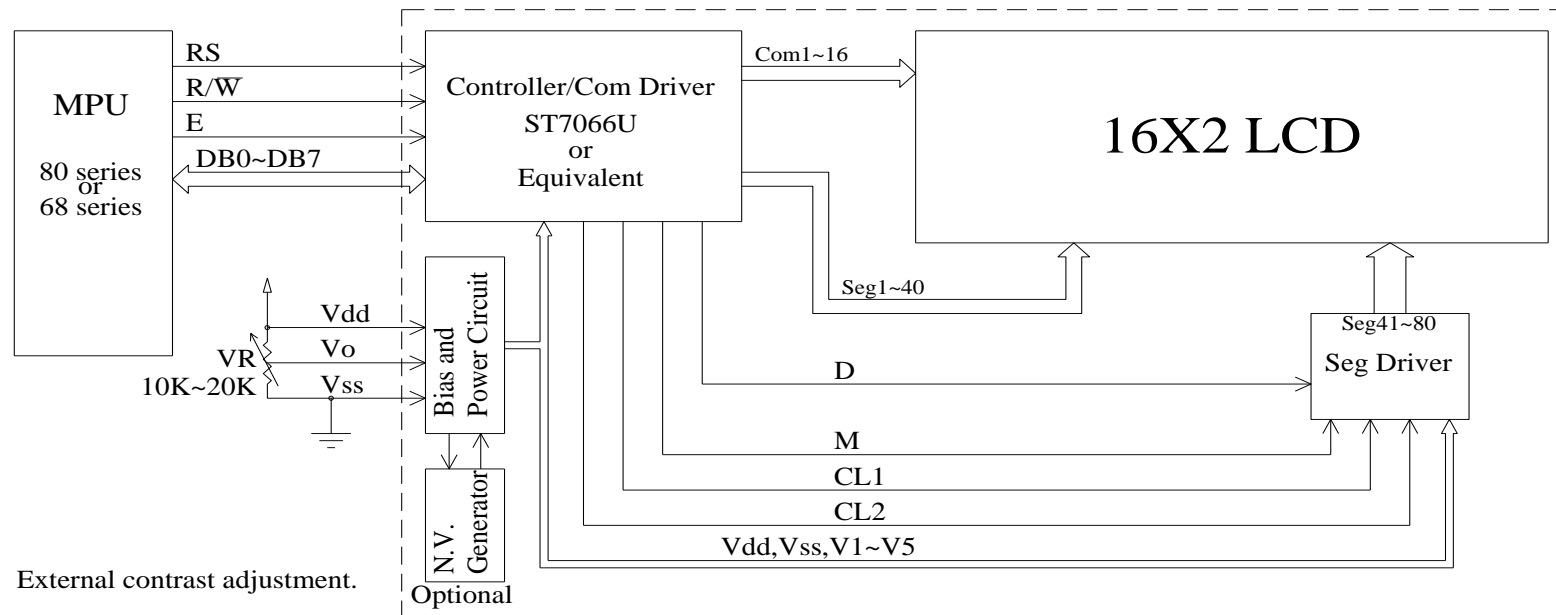 RS
R/W̅
E
DB0~DB7
MPU
80 series
or
68 series
Controller/Com Driver
ST7066U
or
Equivalent
Com1~16
16X2 LCD
Seg1~40
Seg41~80
Seg Driver
Vdd
Vo
Vss
VR
10K~20K
Bias and
Power Circuit
N.V.
Generator
Optional
D
M
CL1
CL2
Vdd,Vss,V1~V5
External contrast adjustment.